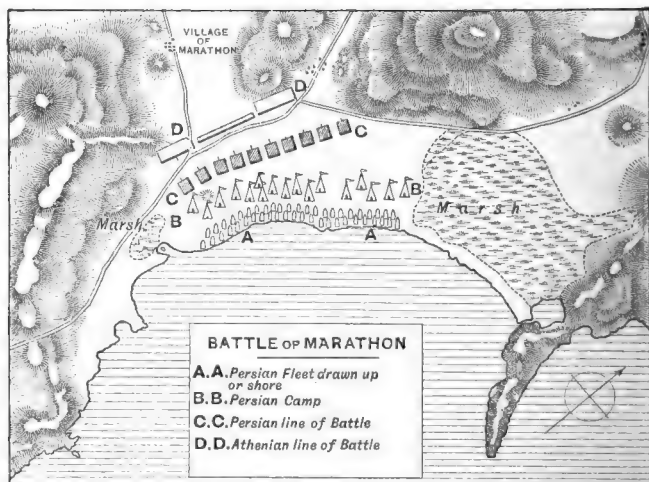 VILLAGE
OF
MARATHON
D
D
C
C
B
B
Marsh
Marsh
A
A
BATTLE OF MARATHON
A.A. Persian Fleet drawn up
or shore
B.B. Persian Camp
C.C. Persian line of Battle
D.D. Athenian line of Battle